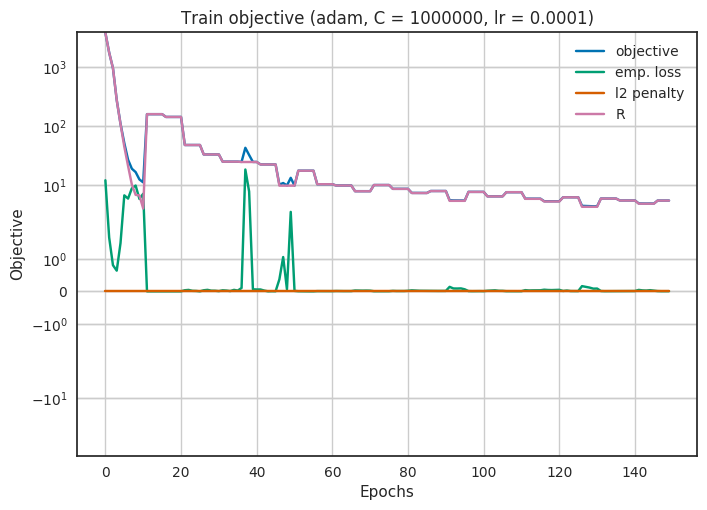 Train objective (adam, C = 1000000, lr = 0.0001)
objective
emp. loss
l2 penalty
R
10³
10²
10¹
10⁰
0
−10⁰
−10¹
Objective
0 20 40 60 80 100 120 140
Epochs